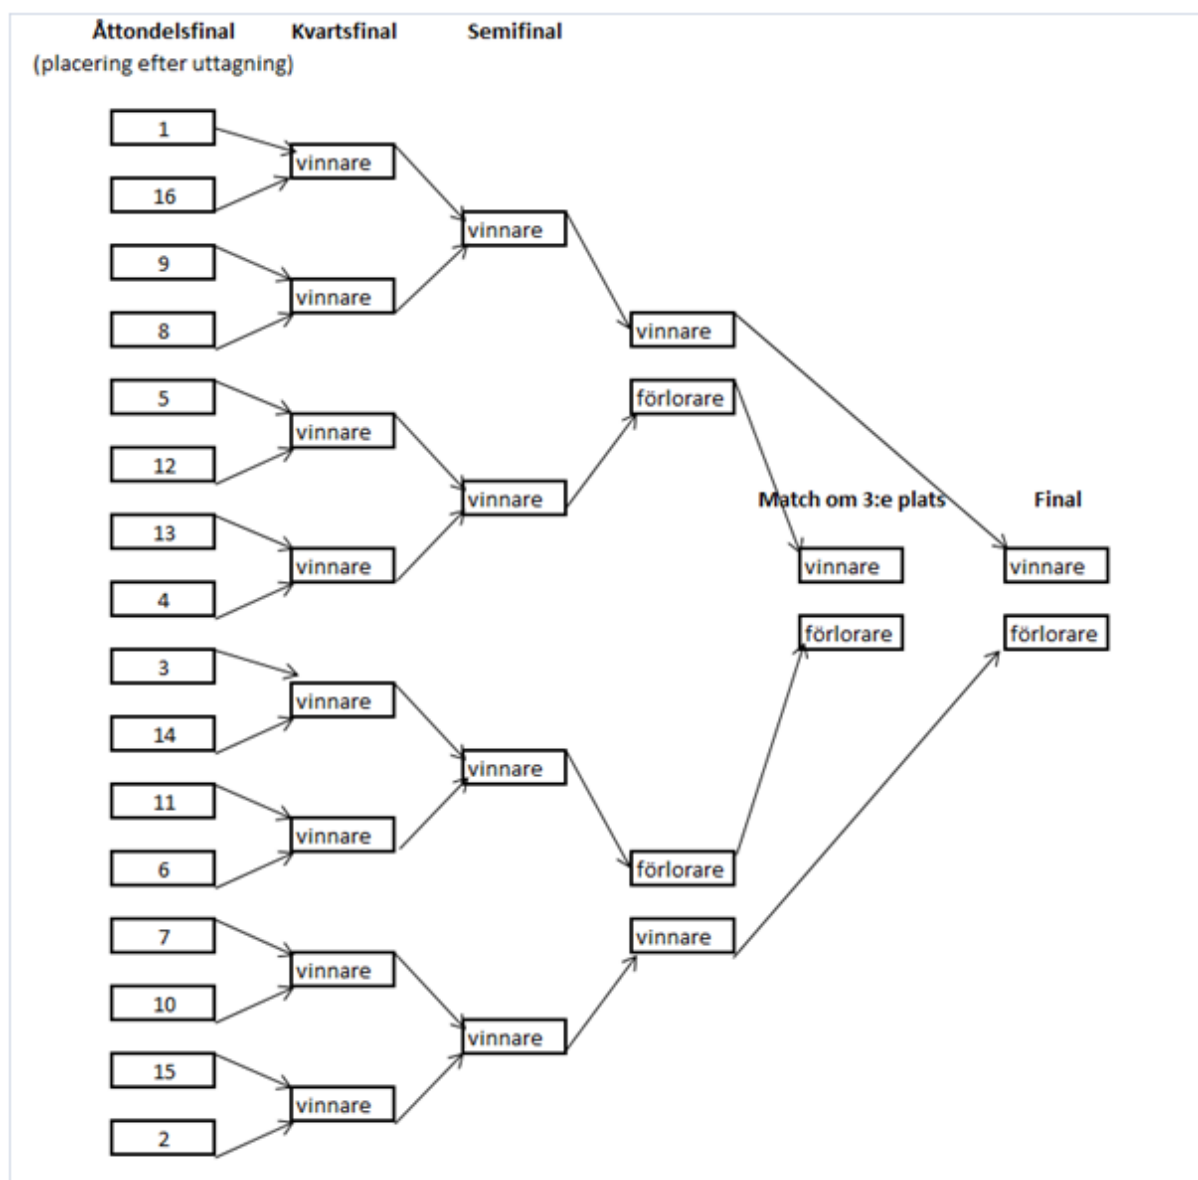 Åttondelsfinal Kvartsfinal Semifinal
(placering efter uttagning)
1
vinnare
16
vinnare
9
vinnare
8
vinnare
5
förlorare
vinnare
12
vinnare
Match om 3:e plats Final
13
vinnare
vinnare
vinnare
4
förlorare
förlorare
3
vinnare
14
vinnare
11
vinnare
6
förlorare
7
vinnare
vinnare
10
vinnare
15
vinnare
2